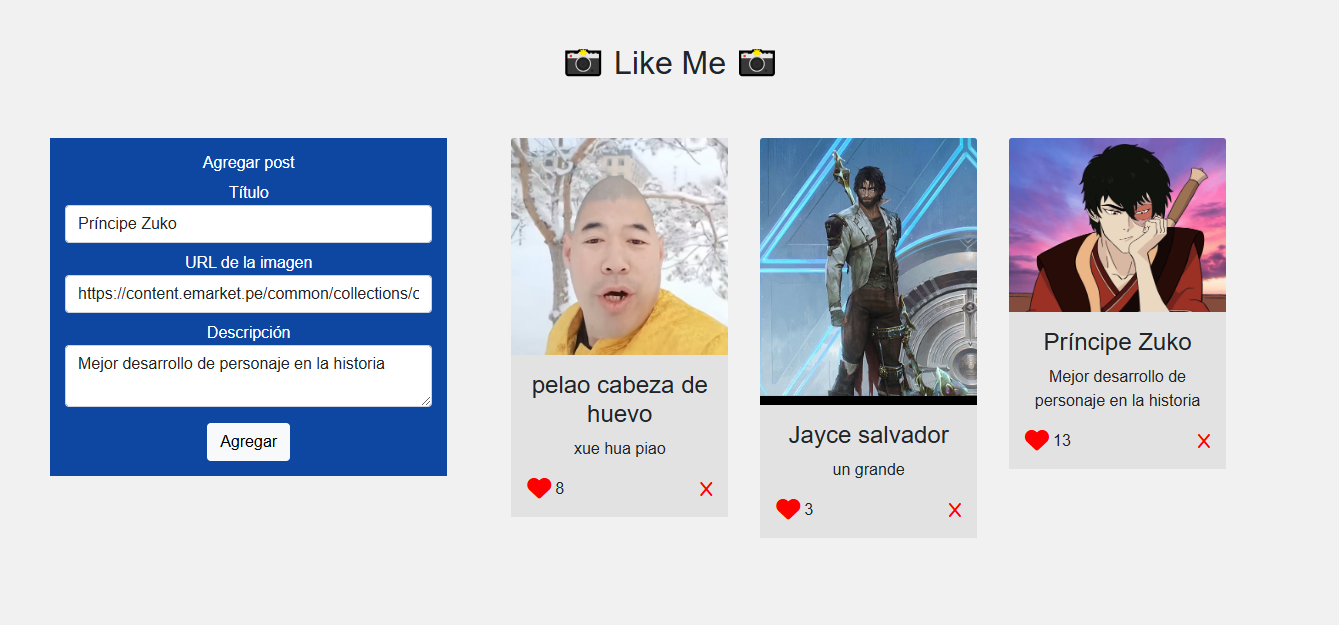 Like Me
Agregar post
Título
Príncipe Zuko
URL de la imagen
https://content.emarket.pe/common/collections/c
Descripción
Mejor desarrollo de personaje en la historia
Agregar
pelao cabeza de
huevo
xue hua piao
8
X
Jayce salvador
un grande
3
X
Príncipe Zuko
Mejor desarrollo de
personaje en la historia
13
X